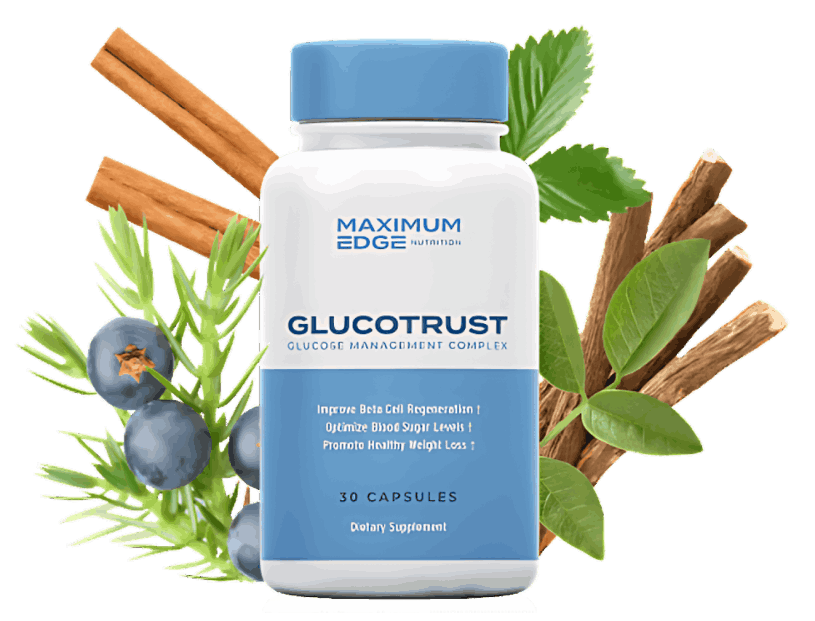 MAXIMUM
EDGE NUTRITION
GLUCOTRUST
GLUCOSE MANAGEMENT COMPLEX
Improve Beta Cell Regeneration ↑
Optimize Blood Sugar Levels ↑
Promote Healthy Weight Loss ↑
30 CAPSULES
Dietary Supplement